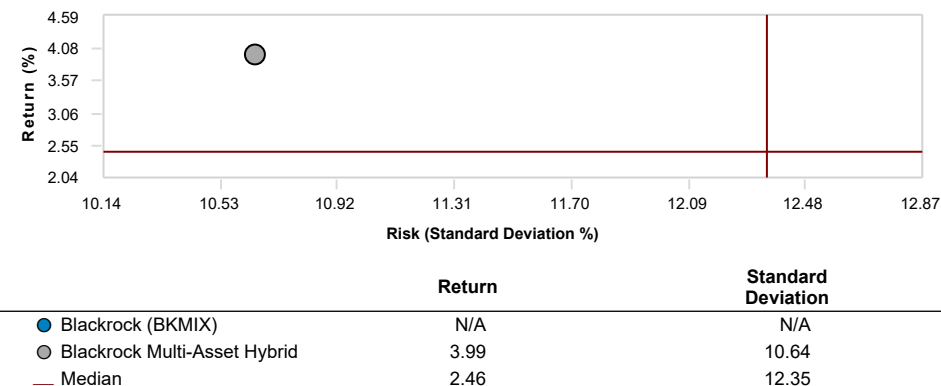 4.59
4.08
3.57
3.06
2.55
2.04
Return (%)
10.14 10.53 10.92 11.31 11.70 12.09 12.48 12.87
Risk (Standard Deviation %)
Return Standard Deviation
Blackrock (BKMIX) N/A N/A
Blackrock Multi-Asset Hybrid 3.99 10.64
Median 2.46 12.35